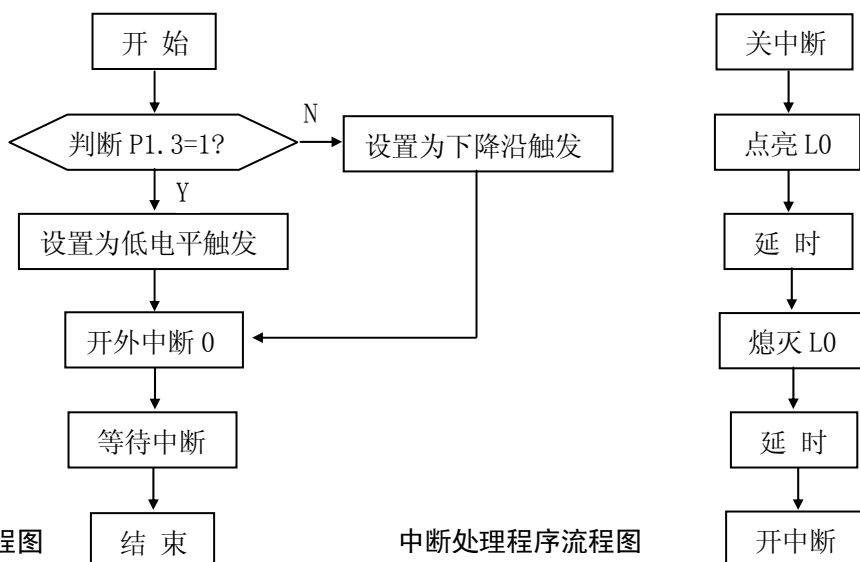 开 始
判断 P1.3=1?
N
设置为下降沿触发
Y
设置为低电平触发
开外中断 0
等待中断
结 束
程图
关中断
点亮 L0
延 时
熄灭 L0
延 时
开中断
中断处理程序流程图